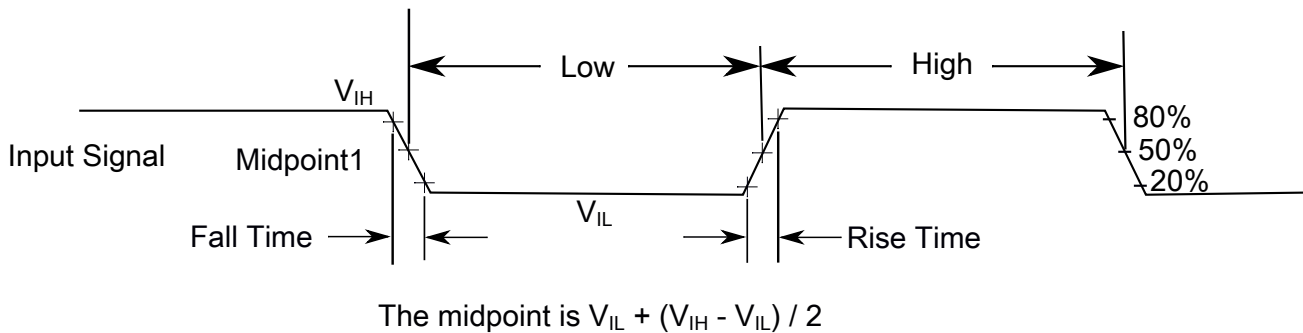 Low
High
V_IH
80%
Input Signal
Midpoint1
50%
20%
V_IL
Fall Time
Rise Time
The midpoint is V_IL + (V_IH - V_IL) / 2